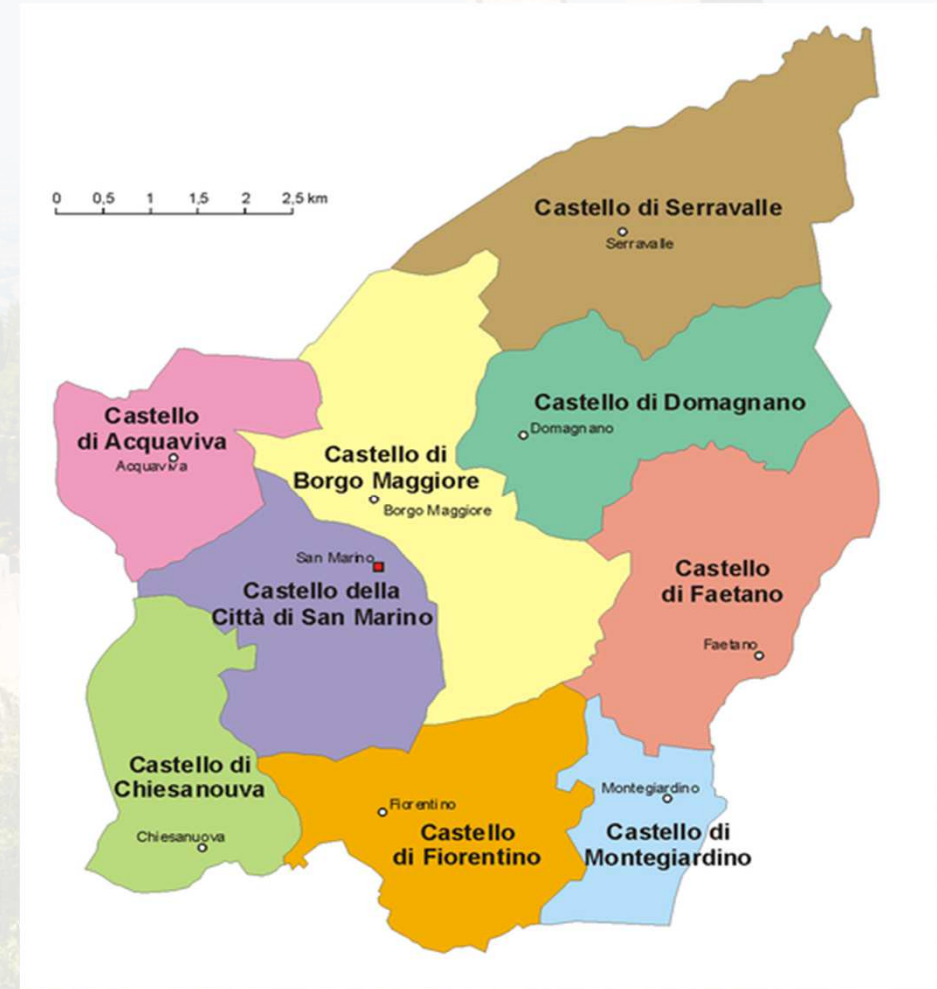 0 0,5 1 1,5 2 2,5 km
Castello di Serravalle
Serravalle
Castello di Domagnano
Domagnano
Castello
di Acquaviva
Acquaviva
Castello di
Borgo Maggiore
Borgo Maggiore
San Marino
Castello della
Città di San Marino
Castello
di Faetano
Faetano
Castello di
Chiesanouva
Chiesanuova
Fiorentino
Castello
di Fiorentino
Montegiardino
Castello di
Montegiardino